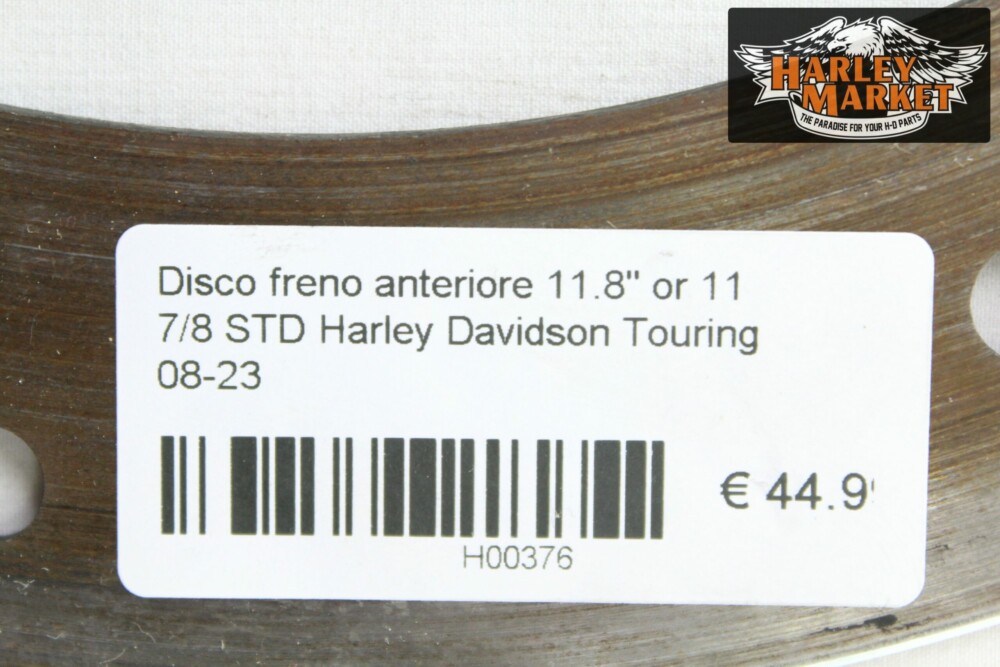 HARLEY
MARKET
THE PARADISE FOR YOUR H-D PARTS
Disco freno anteriore 11.8" or 11
7/8 STD Harley Davidson Touring
08-23
€ 44.9
H00376